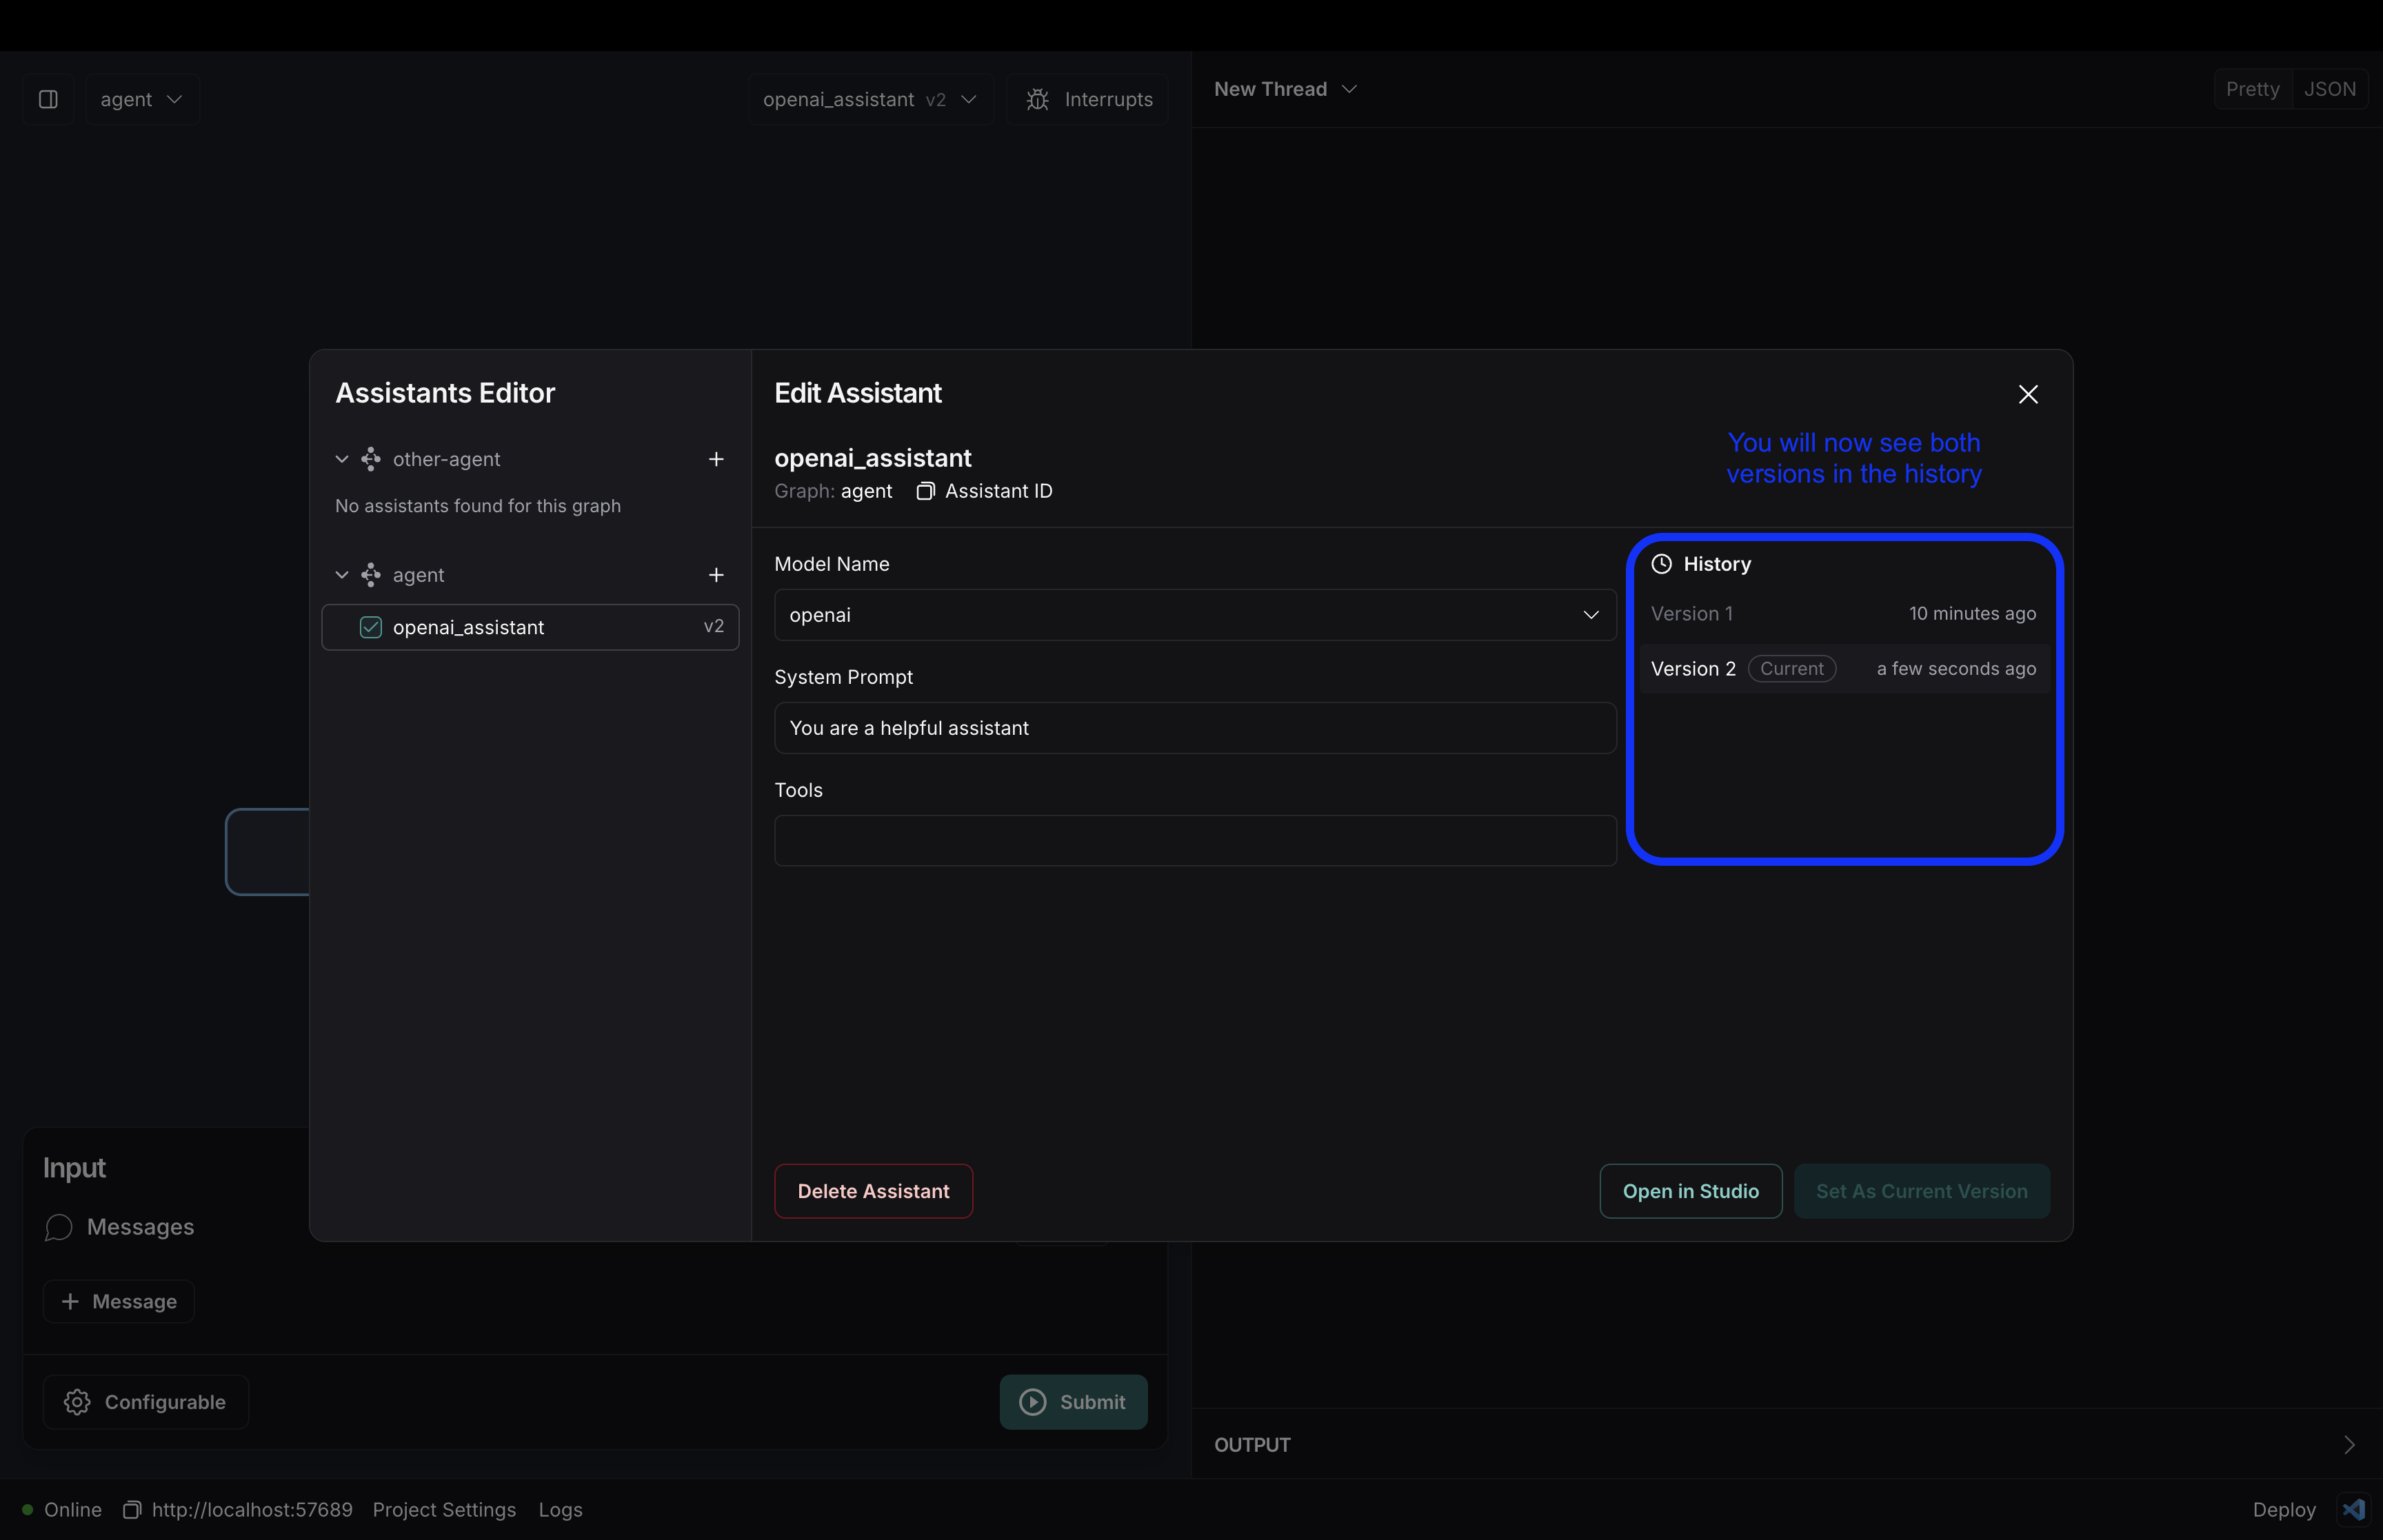 agent
openai_assistant v2
Interrupts
New Thread
Pretty JSON
Assistants Editor
other-agent
No assistants found for this graph
agent
openai_assistant v2
Edit Assistant
openai_assistant
Graph: agent Assistant ID
You will now see both
versions in the history
Model Name
openai
System Prompt
You are a helpful assistant
Tools
History
Version 1 10 minutes ago
Version 2 Current a few seconds ago
Delete Assistant
Open in Studio
Set As Current Version
Input
Messages
+ Message
Configurable
Submit
OUTPUT
Online http://localhost:57689 Project Settings Logs
Deploy